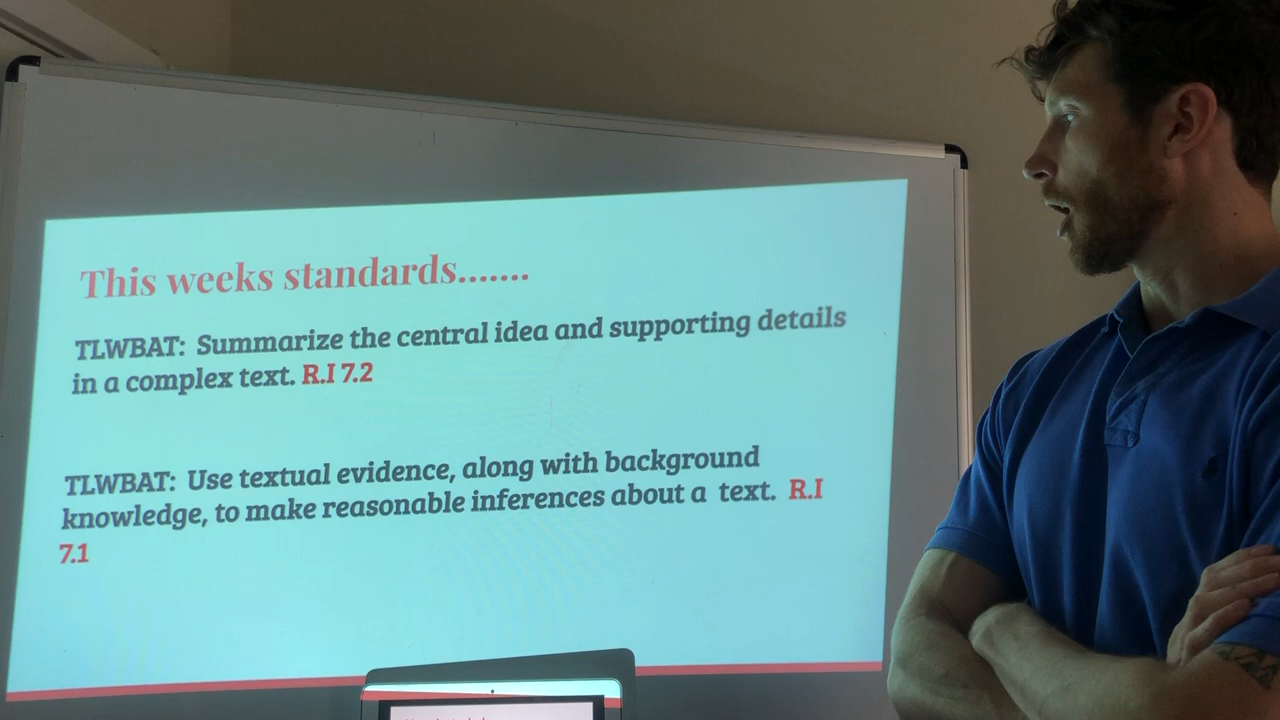 This weeks standards.......
TLWBAT: Summarize the central idea and supporting details
in a complex text. R.I 7.2
TLWBAT: Use textual evidence, along with background
knowledge, to make reasonable inferences about a text. R.I
7.1